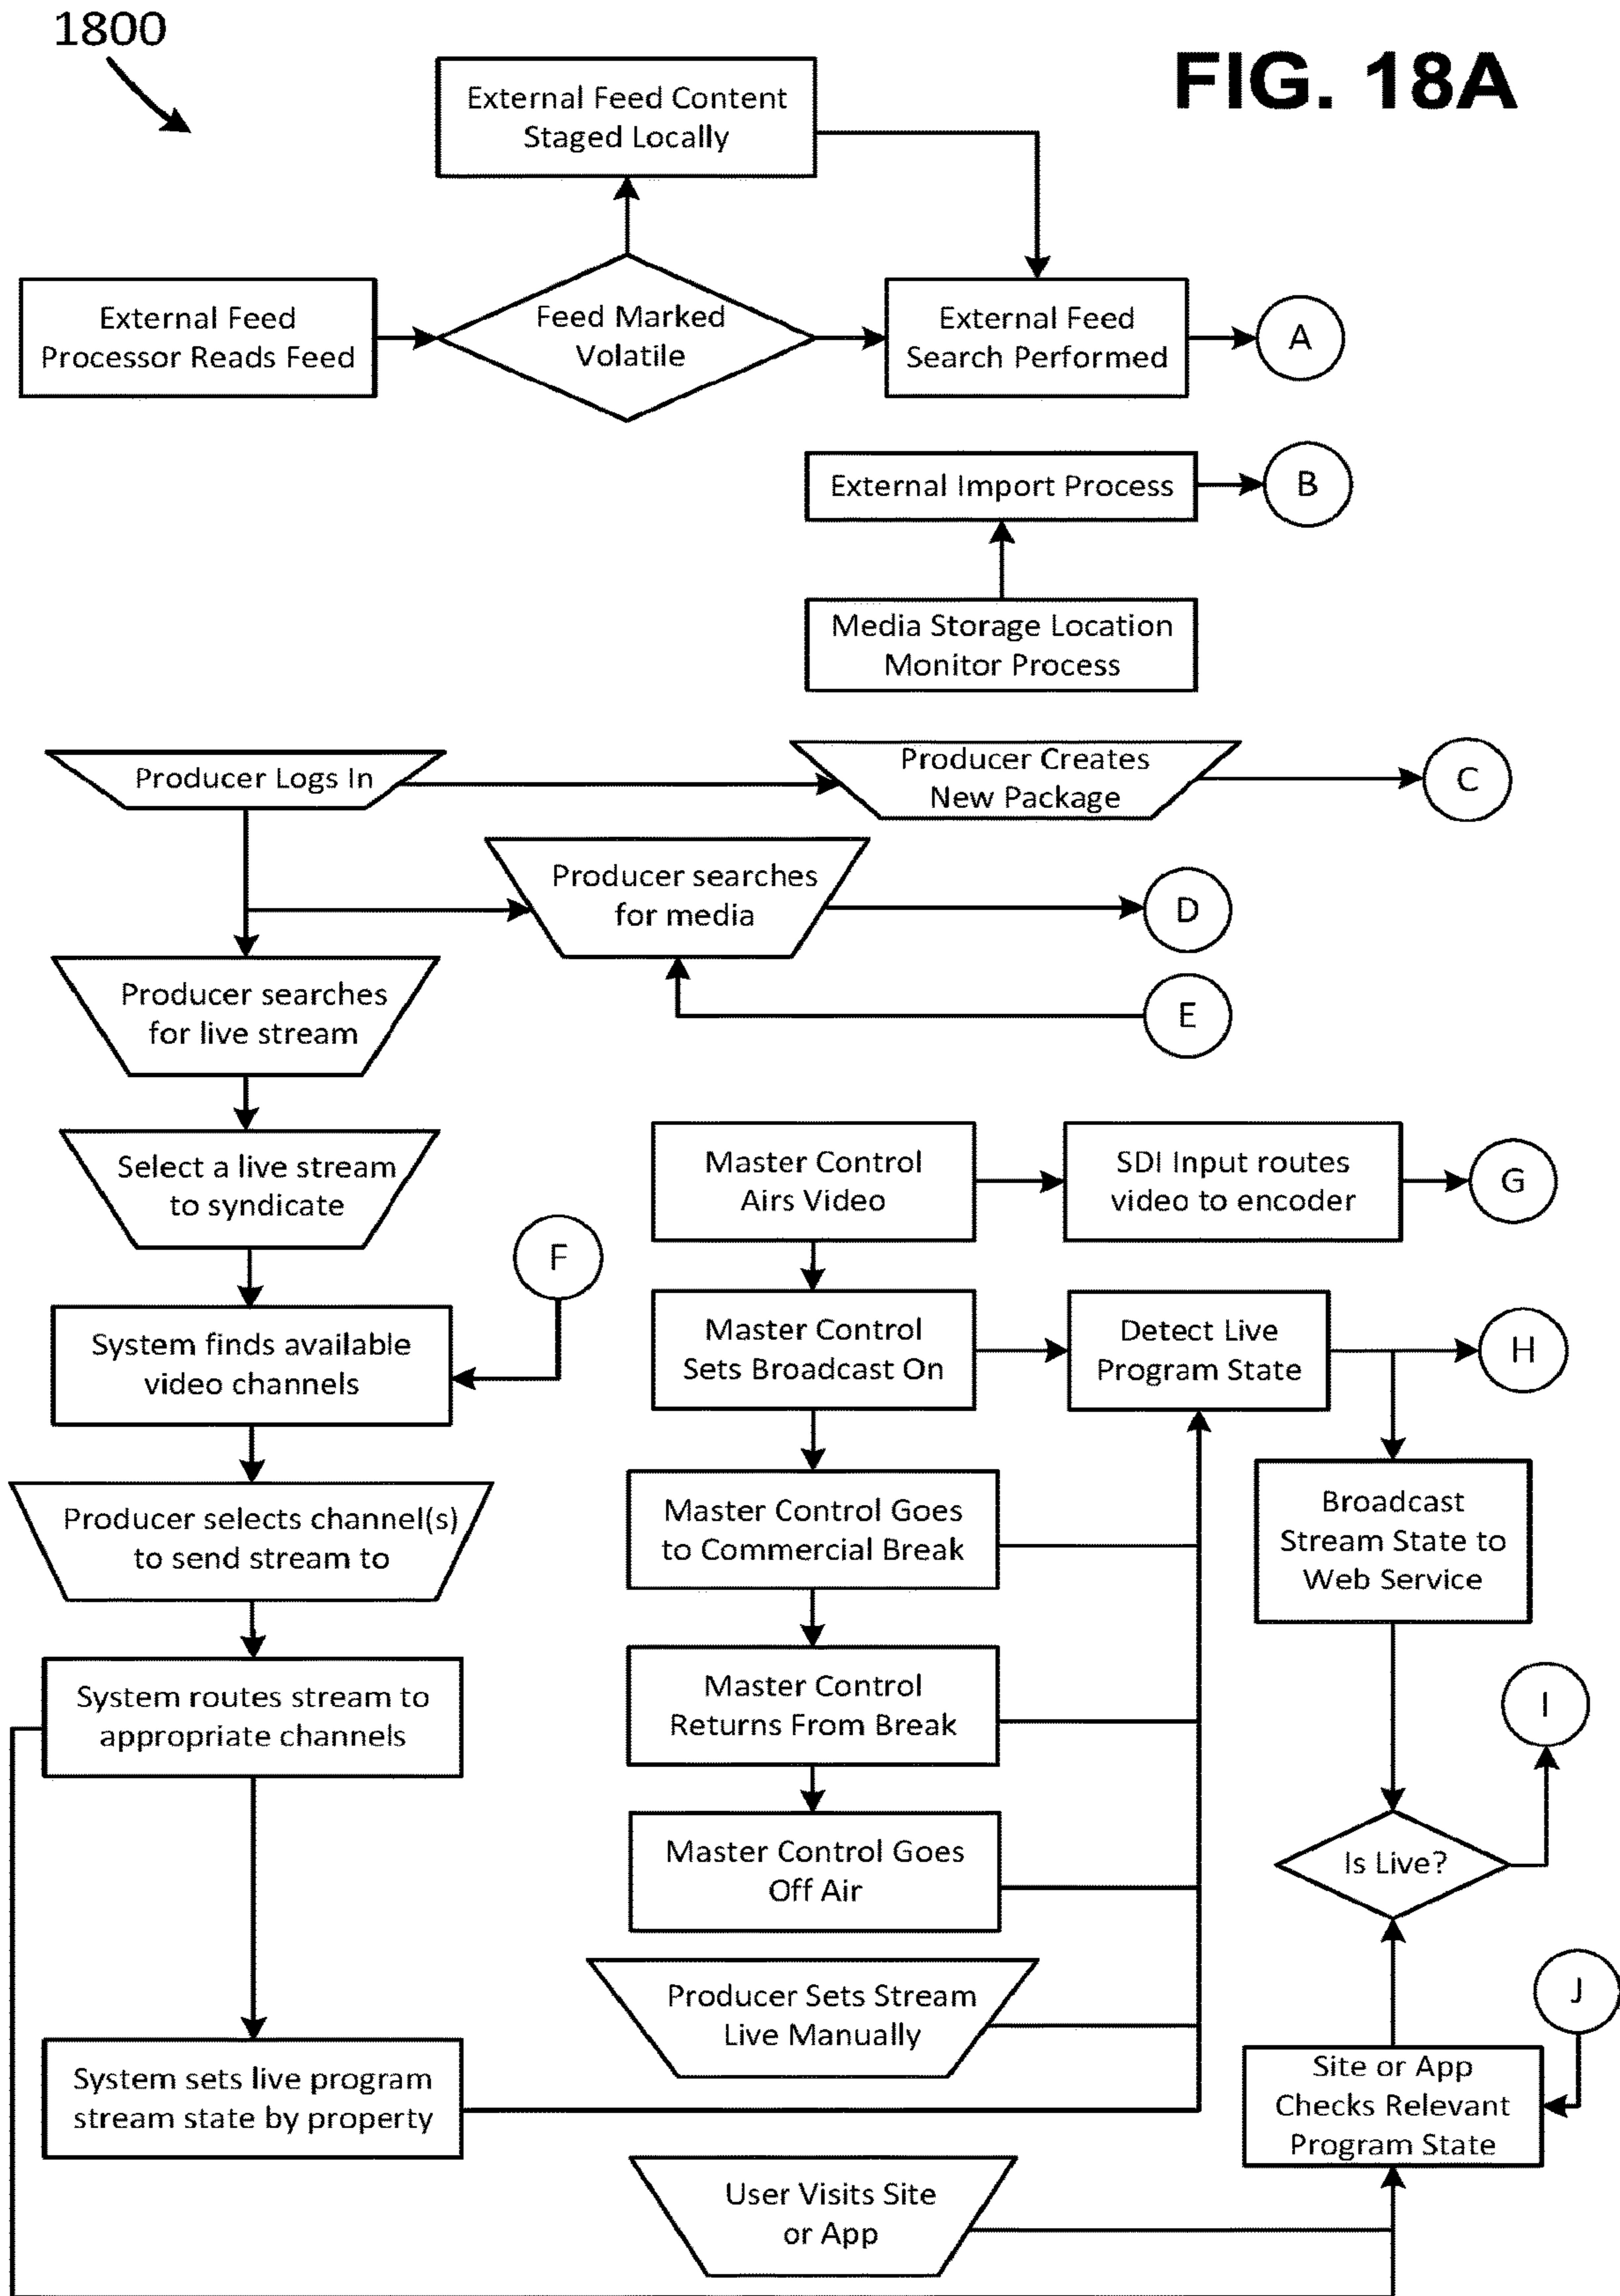 1800
FIG. 18A
External Feed Content
Staged Locally
External Feed
Processor Reads Feed
Feed Marked
Volatile
External Feed
Search Performed
A
External Import Process
B
Media Storage Location
Monitor Process
Producer Logs In
Producer Creates
New Package
C
Producer searches
for media
D
E
Producer searches
for live stream
Select a live stream
to syndicate
F
System finds available
video channels
Producer selects channel(s)
to send stream to
System routes stream to
appropriate channels
System sets live program
stream state by property
Master Control
Airs Video
SDI Input routes
video to encoder
G
Master Control
Sets Broadcast On
Detect Live
Program State
H
Master Control Goes
to Commercial Break
Broadcast
Stream State to
Web Service
Master Control
Returns From Break
I
Master Control Goes
Off Air
Is Live?
Producer Sets Stream
Live Manually
J
Site or App
Checks Relevant
Program State
User Visits Site
or App